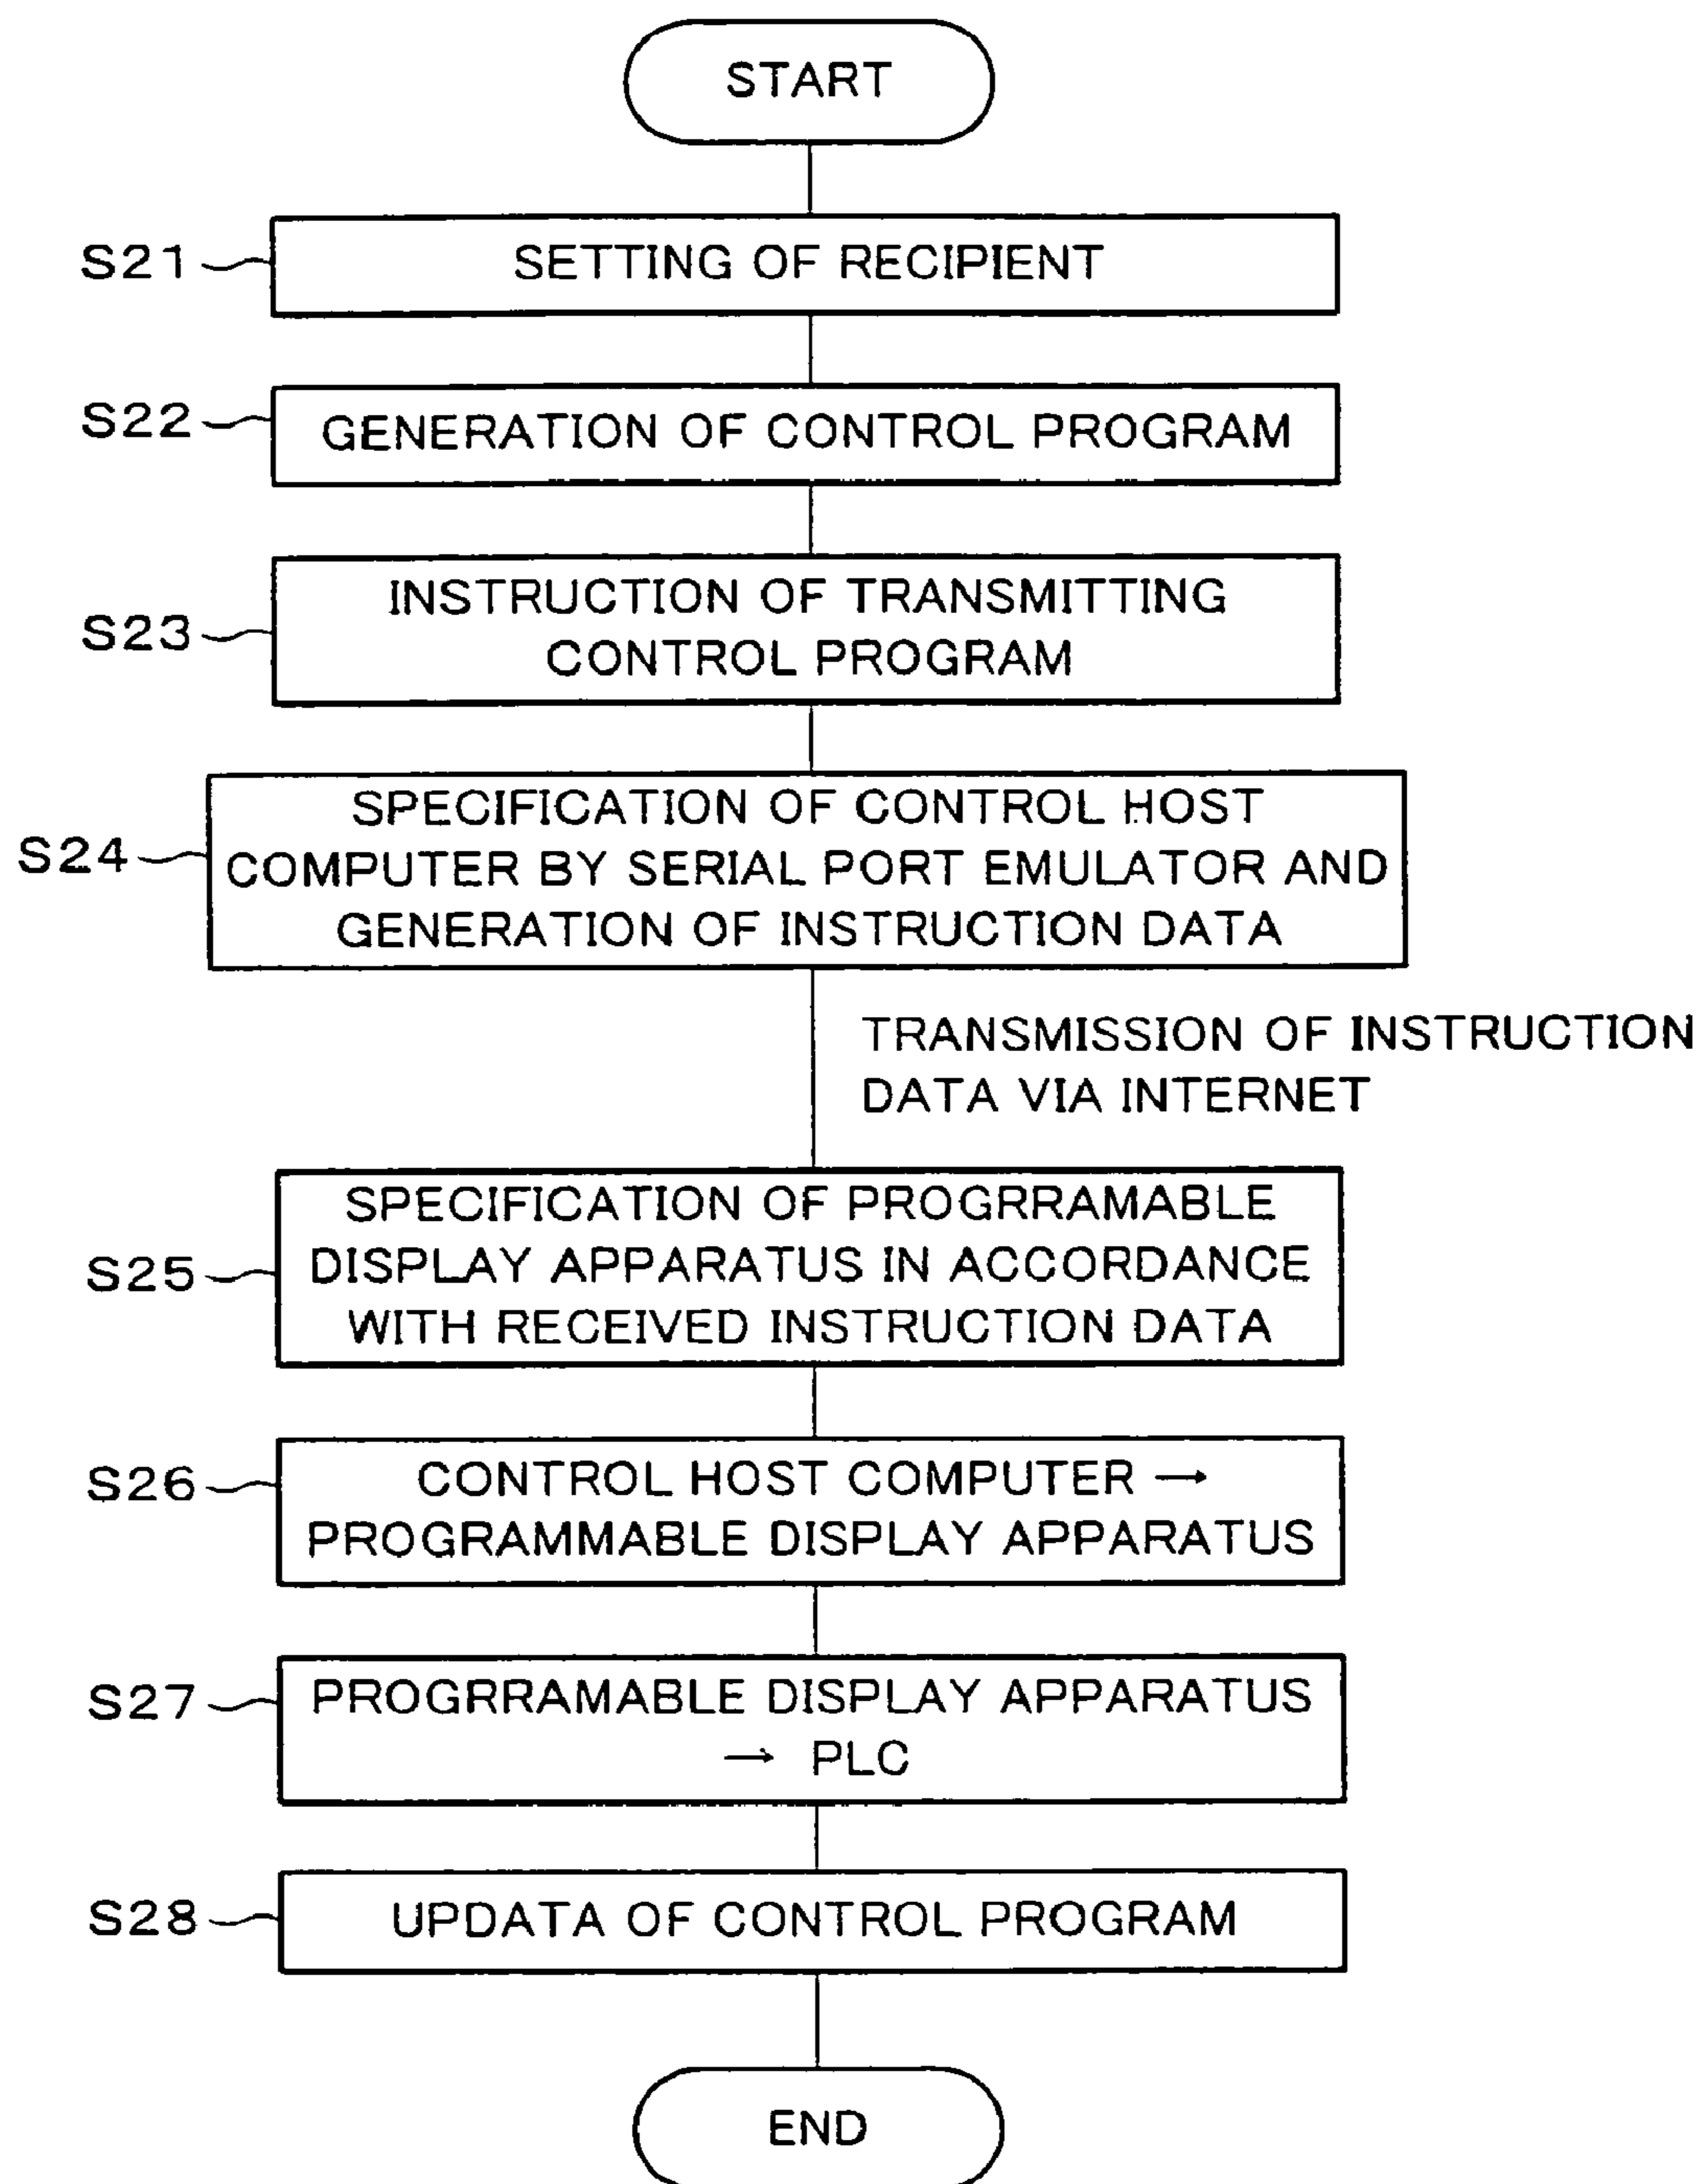 START
S21
SETTING OF RECIPIENT
S22
GENERATION OF CONTROL PROGRAM
S23
INSTRUCTION OF TRANSMITTING
CONTROL PROGRAM
S24
SPECIFICATION OF CONTROL HOST
COMPUTER BY SERIAL PORT EMULATOR AND
GENERATION OF INSTRUCTION DATA
TRANSMISSION OF INSTRUCTION
DATA VIA INTERNET
S25
SPECIFICATION OF PROGRRAMABLE
DISPLAY APPARATUS IN ACCORDANCE
WITH RECEIVED INSTRUCTION DATA
S26
CONTROL HOST COMPUTER →
PROGRAMMABLE DISPLAY APPARATUS
S27
PROGRRAMABLE DISPLAY APPARATUS
→ PLC
S28
UPDATA OF CONTROL PROGRAM
END